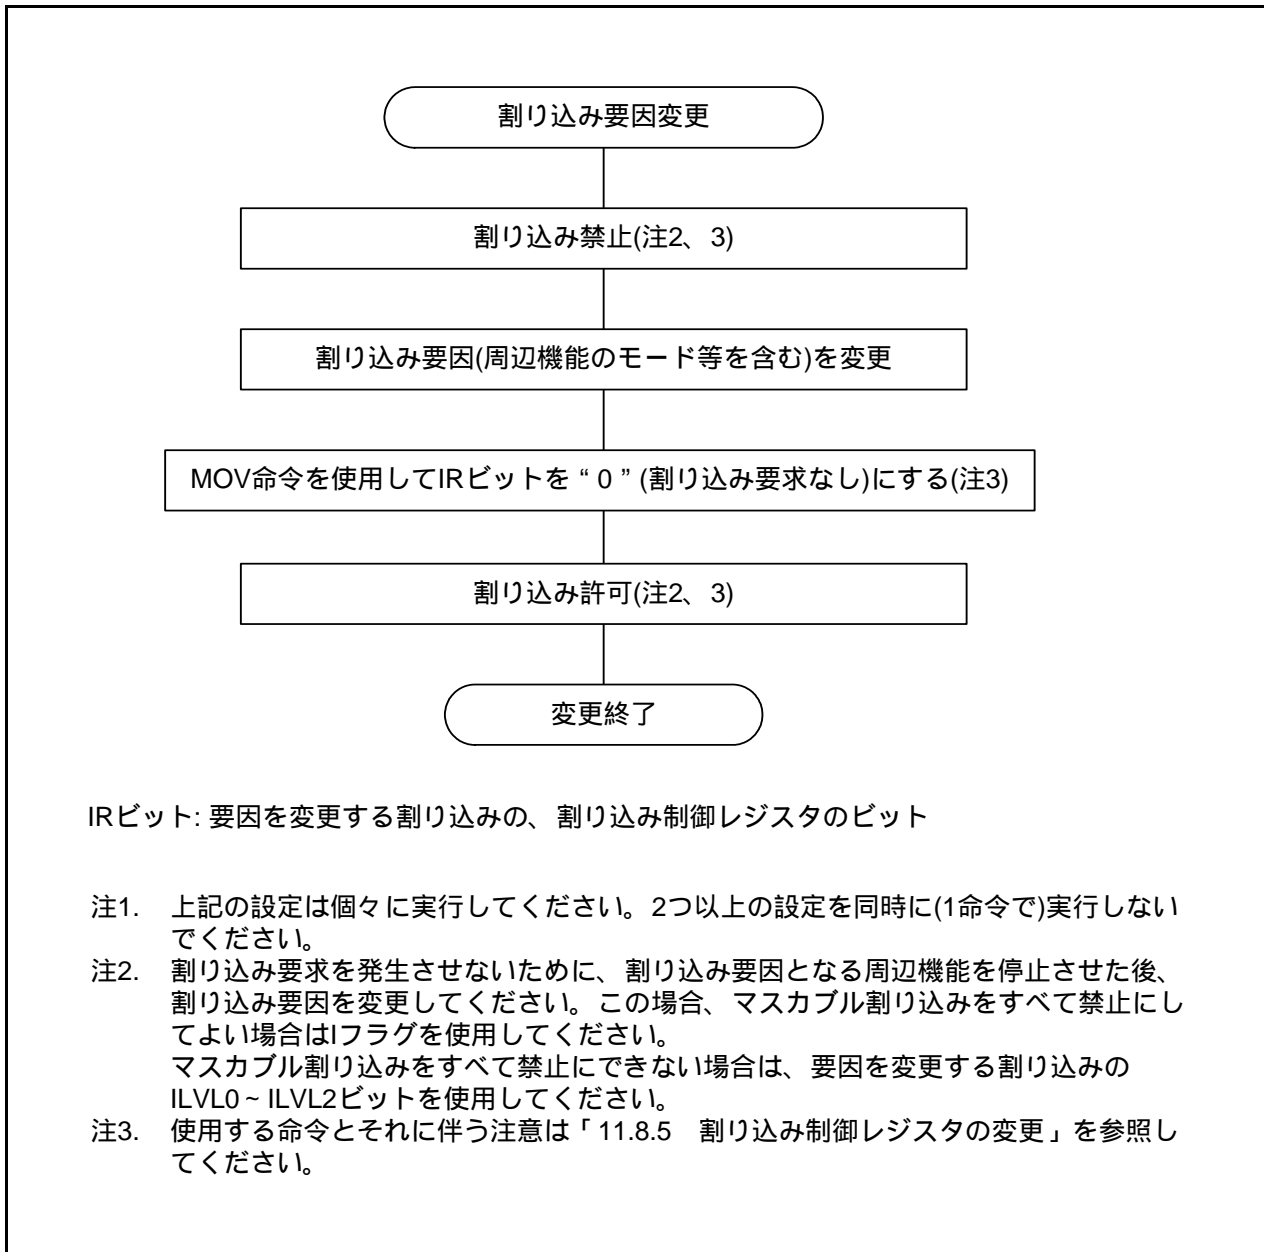 割り込み要因変更
割り込み禁止(注2、3)
割り込み要因(周辺機能のモード等を含む)を変更
MOV命令を使用してIRビットを“0”(割り込み要求なし)にする(注3)
割り込み許可(注2、3)
変更終了
IRビット: 要因を変更する割り込みの、割り込み制御レジスタのビット
注1. 上記の設定は個々に実行してください。2つ以上の設定を同時に(1命令で)実行しない
でください。
注2. 割り込み要求を発生させないために、割り込み要因となる周辺機能を停止させた後、
割り込み要因を変更してください。この場合、マスカブル割り込みをすべて禁止にし
てよい場合はIフラグを使用してください。
マスカブル割り込みをすべて禁止にできない場合は、要因を変更する割り込みの
ILVL0~ILVL2ビットを使用してください。
注3. 使用する命令とそれに伴う注意は「11.8.5 割り込み制御レジスタの変更」を参照し
てください。